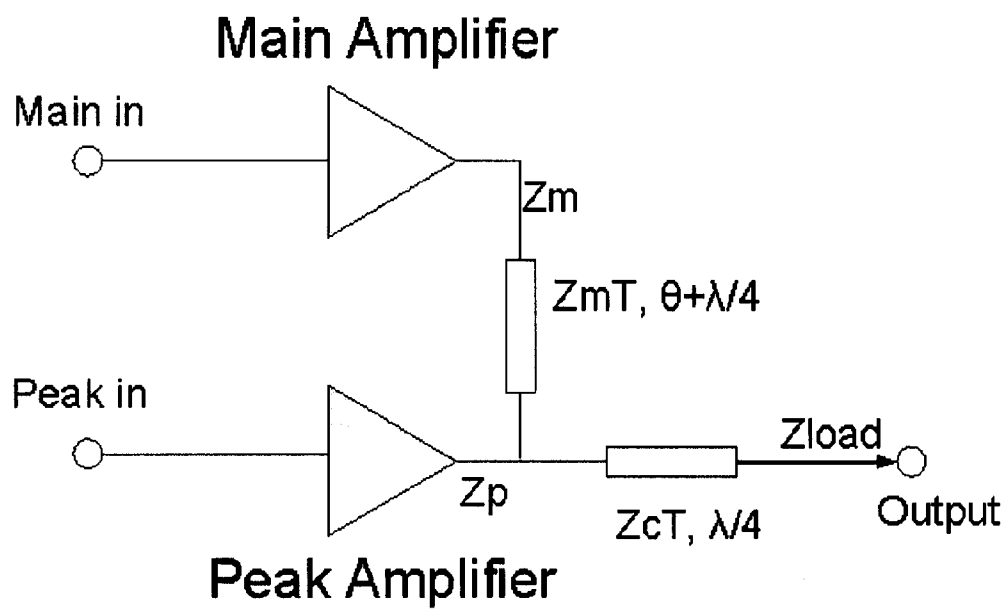 Main Amplifier
Main in
Zm
ZmT, θ+λ/4
Peak in
Zload
Zp
ZcT, λ/4
Output
Peak Amplifier